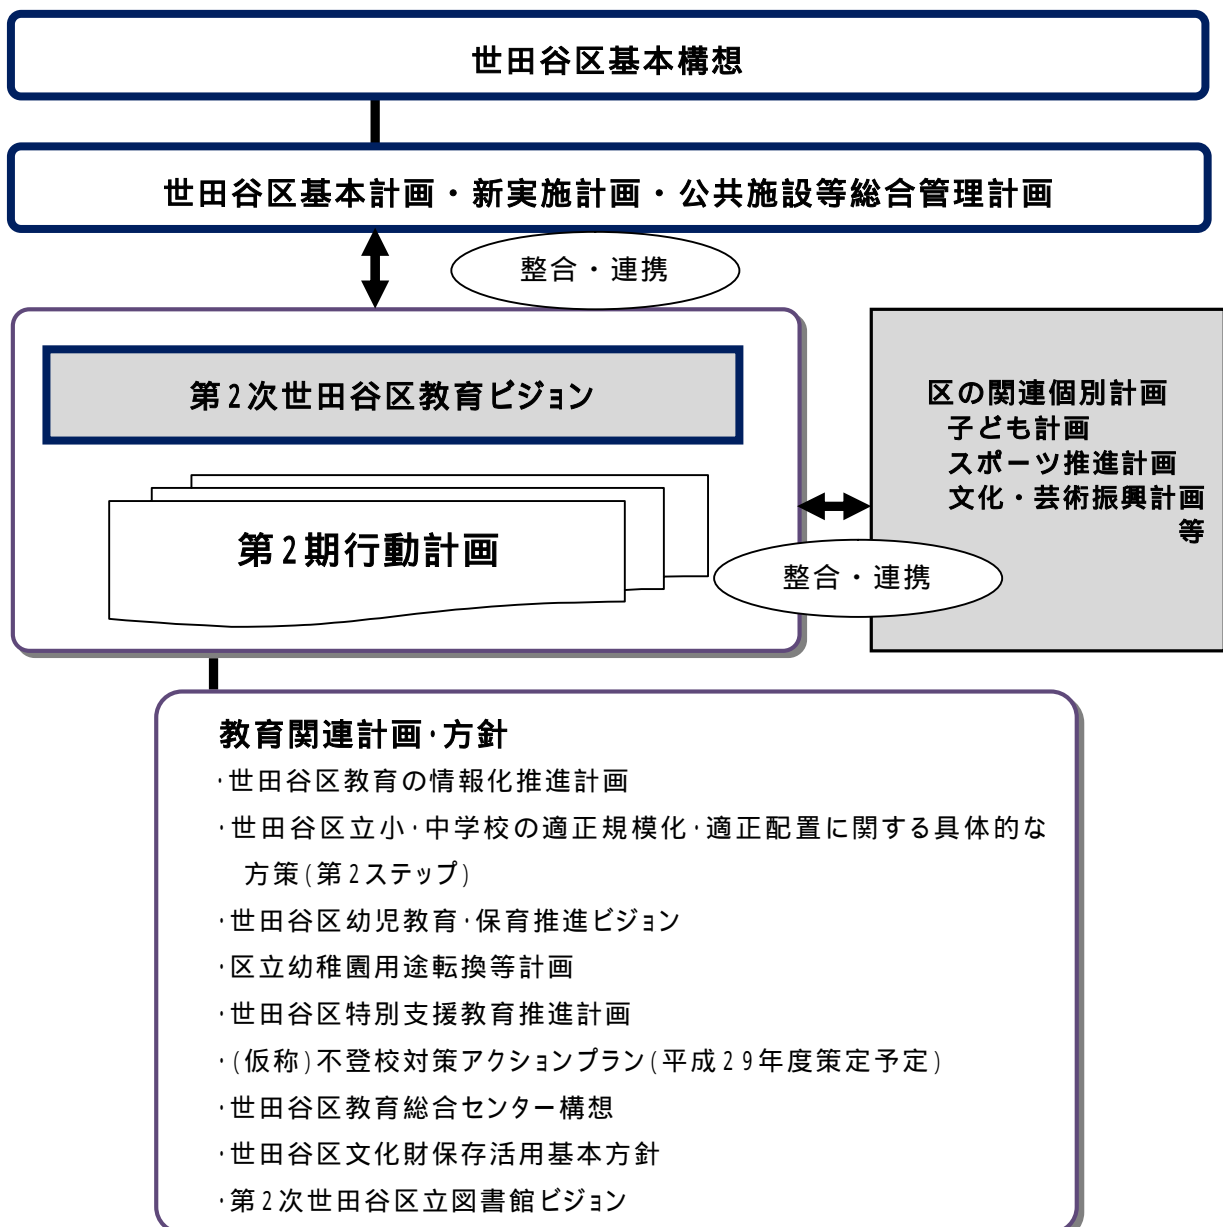 世田谷区基本構想
世田谷区基本計画・新実施計画・公共施設等総合管理計画
整合・連携
第2次世田谷区教育ビジョン
第2期行動計画
区の関連個別計画
子ども計画
スポーツ推進計画
文化・芸術振興計画
等
整合・連携
教育関連計画・方針
・世田谷区教育の情報化推進計画
・世田谷区立小・中学校の適正規模化・適正配置に関する具体的な
方策(第2ステップ)
・世田谷区幼児教育・保育推進ビジョン
・区立幼稚園用途転換等計画
・世田谷区特別支援教育推進計画
・(仮称)不登校対策アクションプラン(平成29年度策定予定)
・世田谷区教育総合センター構想
・世田谷区文化財保存活用基本方針
・第2次世田谷区立図書館ビジョン